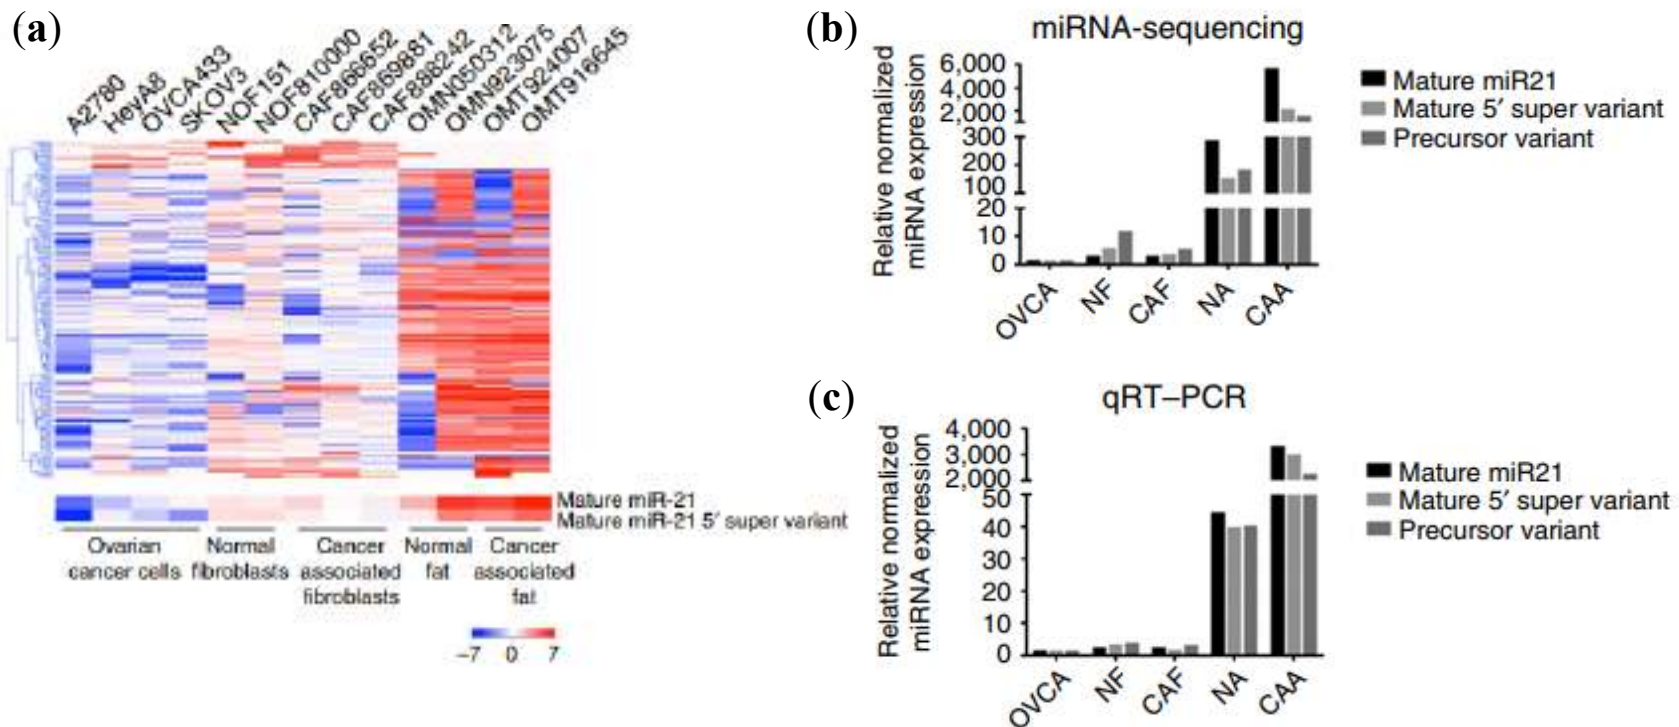 (a)
A2780
HeyA8
OVCA433
SKOV3
NOF151
NOF810000
CAF866652
CAF869881
CAF888242
OMN050312
OMN923075
OMT924007
OMT916645
Mature miR-21
Mature miR-21 5′ super variant
Ovarian cancer cells
Normal fibroblasts
Cancer associated fibroblasts
Normal fat
Cancer associated fat
−7 0 7
(b)
miRNA-sequencing
Relative normalized
miRNA expression
6,000
4,000
2,000
300
200
100
20
10
0
OVCA
NF
CAF
NA
CAA
Mature miR21
Mature 5′ super variant
Precursor variant
(c)
qRT–PCR
Relative normalized
miRNA expression
4,000
3,000
2,000
50
40
30
20
10
0
OVCA
NF
CAF
NA
CAA
Mature miR21
Mature 5′ super variant
Precursor variant